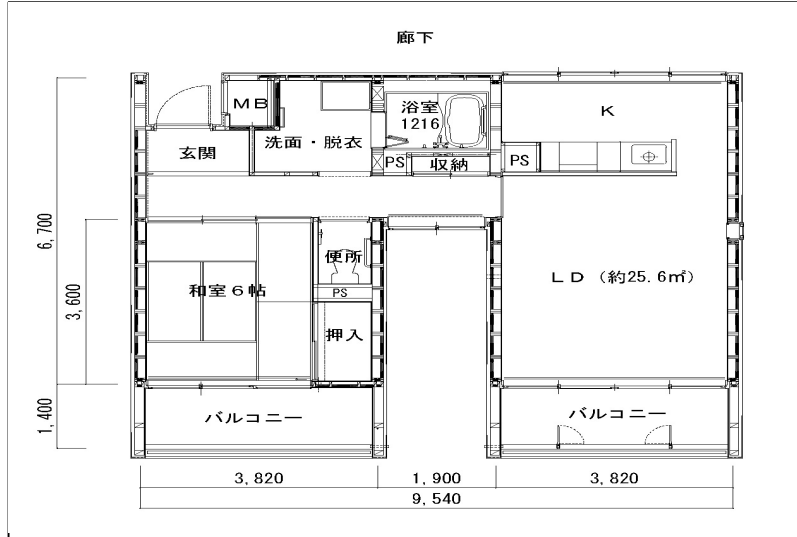 廊下
MB
浴室
1216
K
洗面・脱衣
玄関
PS
収納
PS
6,700
便所
LD (約25.6㎡)
和室6帖
PS
3,600
押入
1,400
バルコニー
バルコニー
3,820
1,900
3,820
9,540